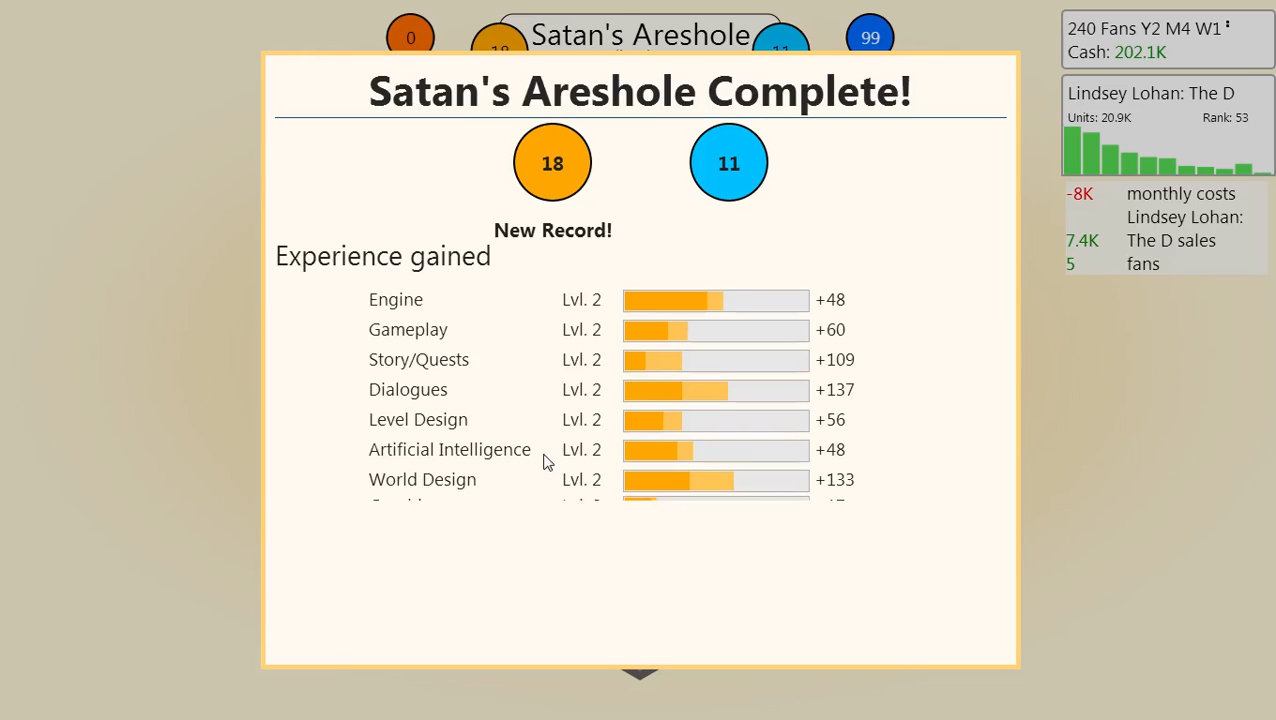 0
18
Satan's Areshole
11
99
240 Fans Y2 M4 W1
Cash: 202.1K
Satan's Areshole Complete!
18
11
New Record!
Experience gained
Engine Lvl. 2 +48
Gameplay Lvl. 2 +60
Story/Quests Lvl. 2 +109
Dialogues Lvl. 2 +137
Level Design Lvl. 2 +56
Artificial Intelligence Lvl. 2 +48
World Design Lvl. 2 +133
Lindsey Lohan: The D
Units: 20.9K Rank: 53
-8K monthly costs
Lindsey Lohan:
7.4K The D sales
5 fans